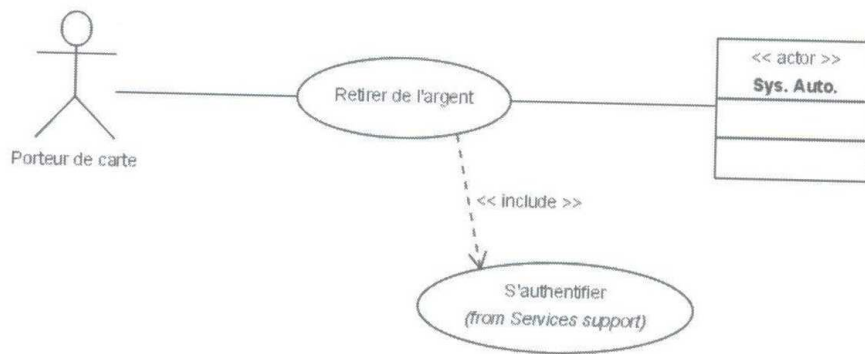 << actor >>
Sys. Auto.
Retirer de l'argent
Porteur de carte
<< include >>
S'authentifier
(from Services support)